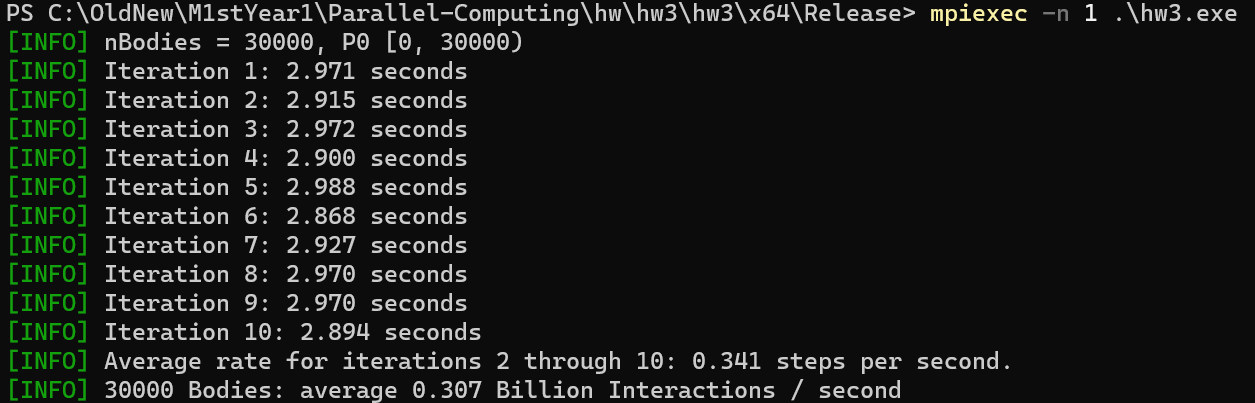 PS C:\OldNew\M1stYear1\Parallel-Computing\hw\hw3\hw3\x64\Release> mpiexec -n 1 .\hw3.exe
[INFO] nBodies = 30000, P0 [0, 30000)
[INFO] Iteration 1: 2.971 seconds
[INFO] Iteration 2: 2.915 seconds
[INFO] Iteration 3: 2.972 seconds
[INFO] Iteration 4: 2.900 seconds
[INFO] Iteration 5: 2.988 seconds
[INFO] Iteration 6: 2.868 seconds
[INFO] Iteration 7: 2.927 seconds
[INFO] Iteration 8: 2.970 seconds
[INFO] Iteration 9: 2.970 seconds
[INFO] Iteration 10: 2.894 seconds
[INFO] Average rate for iterations 2 through 10: 0.341 steps per second.
[INFO] 30000 Bodies: average 0.307 Billion Interactions / second